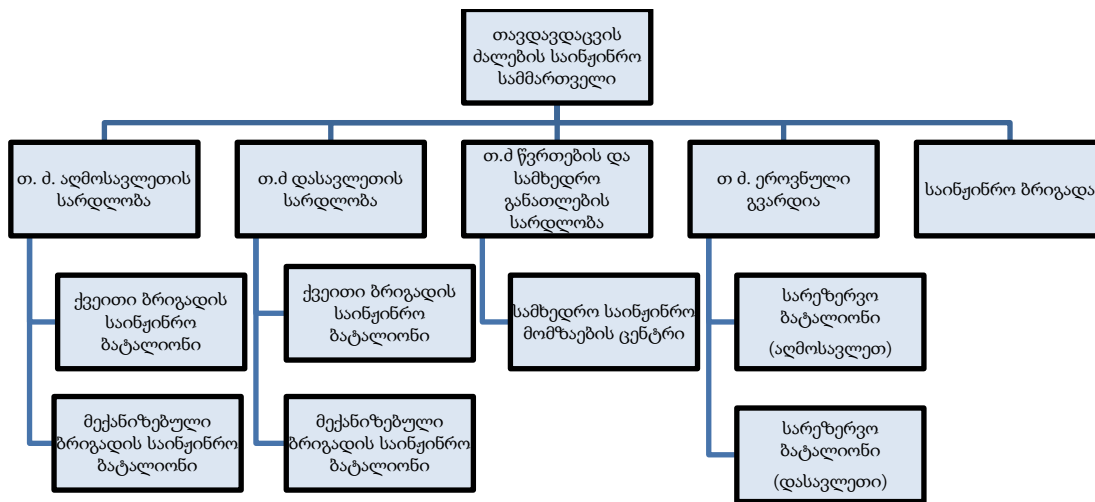 თავდავდაცვის
ძალების საინჟინრო
სამმართველი
თ. ძ. აღმოსავლეთის
სარდლობა
თ.ძ დასავლეთის
სარდლობა
თ.ძ წვრთების და
სამხედრო
განათლების
სარდლობა
თ ძ. ეროვნული
გვარდია
საინჟინრო ბრიგადა
ქვეითი ბრიგადის
საინჟინრო
ბატალიონი
ქვეითი ბრიგადის
საინჟინრო
ბატალიონი
სამხედრო საინჟინრო
მომზაების ცენტრი
სარეზერვო
ბატალიონი
(აღმოსავლეთ)
მექანიზებული
ბრიგადის საინჟინრო
ბატალიონი
მექანიზებული
ბრიგადის საინჟინრო
ბატალიონი
სარეზერვო
ბატალიონი
(დასავლეთი)